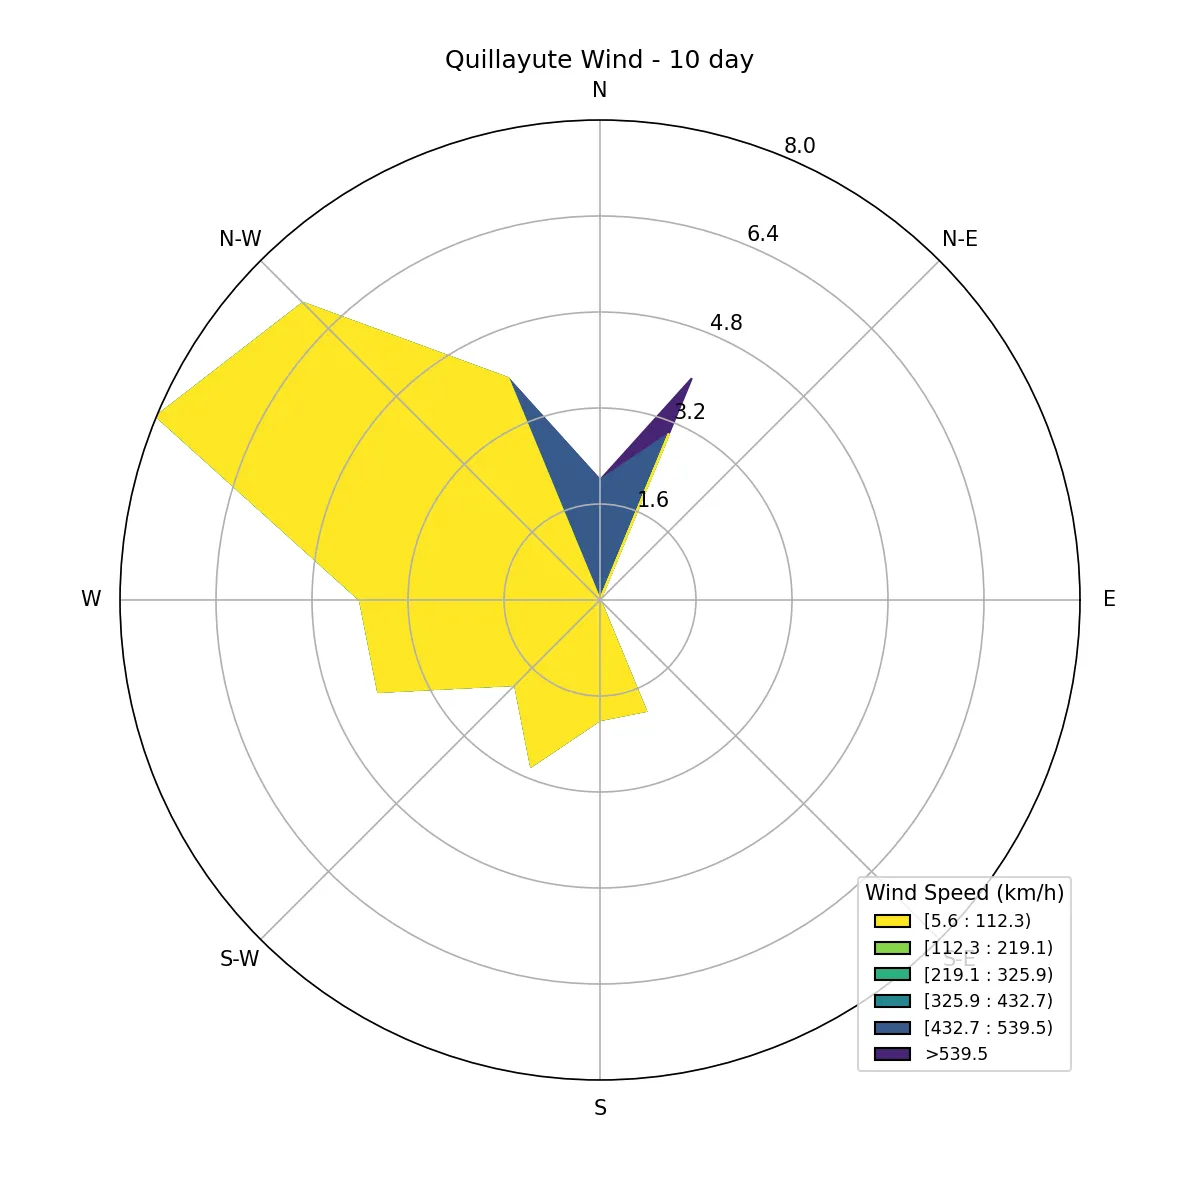 Quillayute Wind - 10 day
N
8.0
6.4
N-W
N-E
4.8
3.2
1.6
W
E
S-W
S-E
S
Wind Speed (km/h)
[5.6 : 112.3)
[112.3 : 219.1)
[219.1 : 325.9)
[325.9 : 432.7)
[432.7 : 539.5)
>539.5